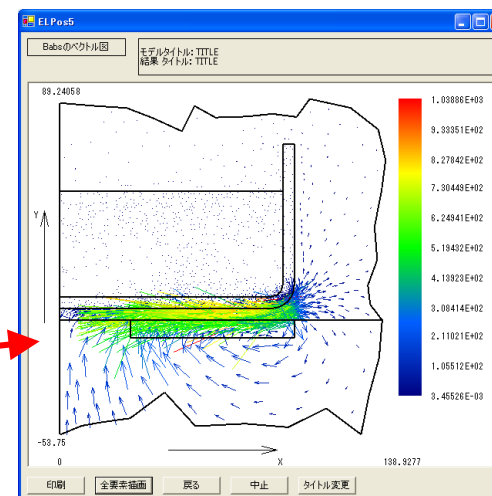 ELPos5
Babsのベクトル図
モデルタイトル: TITLE
結果 タイトル: TITLE
89.24058
Y
-53.75
0
X
138.9277
1.03886E+03
9.33351E+02
8.27842E+02
7.30449E+02
6.24941E+02
5.19432E+02
4.13923E+02
3.08414E+02
2.11021E+02
1.05512E+02
3.45526E-03
印刷
全要素描画
戻る
中止
タイトル変更